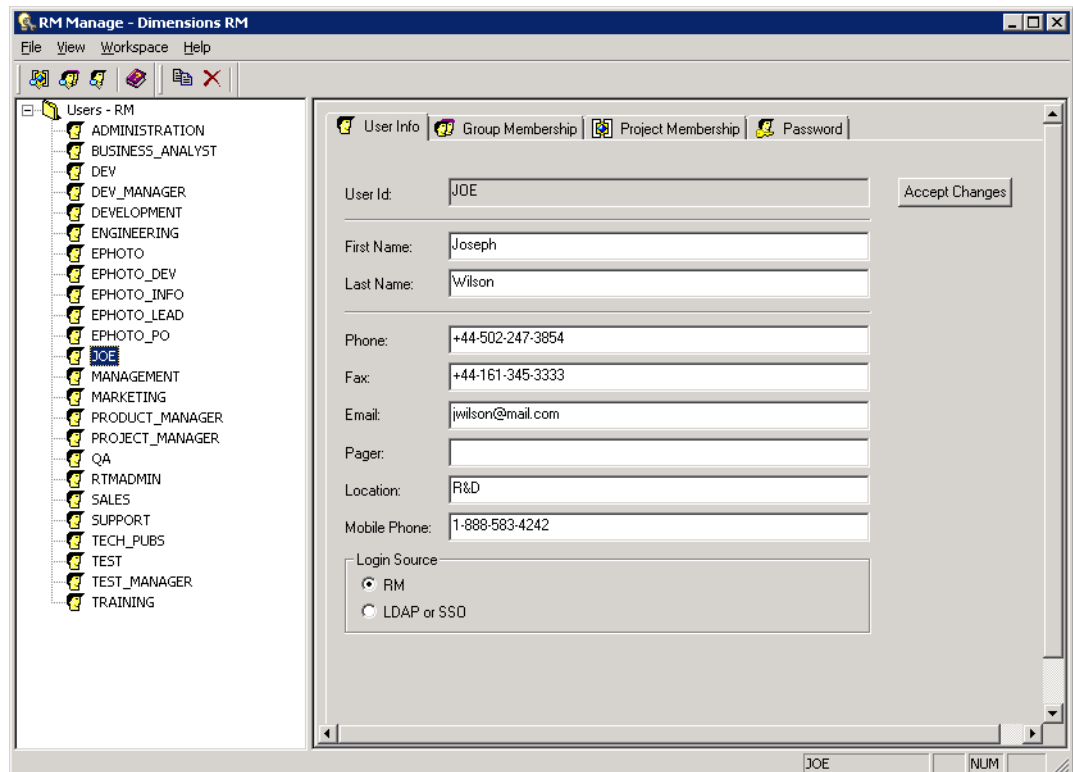 RM Manage - Dimensions RM
File View Workspace Help
Users - RM
ADMINISTRATION
BUSINESS_ANALYST
DEV
DEV_MANAGER
DEVELOPMENT
ENGINEERING
EPHOTO
EPHOTO_DEV
EPHOTO_INFO
EPHOTO_LEAD
EPHOTO_PO
JOE
MANAGEMENT
MARKETING
PRODUCT_MANAGER
PROJECT_MANAGER
QA
RTMADMIN
SALES
SUPPORT
TECH_PUBS
TEST
TEST_MANAGER
TRAINING
User Info Group Membership Project Membership Password
User Id: JOE Accept Changes
First Name: Joseph
Last Name: Wilson
Phone: +44-502-247-3854
Fax: +44-161-345-3333
Email: jwilson@mail.com
Pager:
Location: R&D
Mobile Phone: 1-888-583-4242
Login Source
RM
LDAP or SSO
JOE NUM